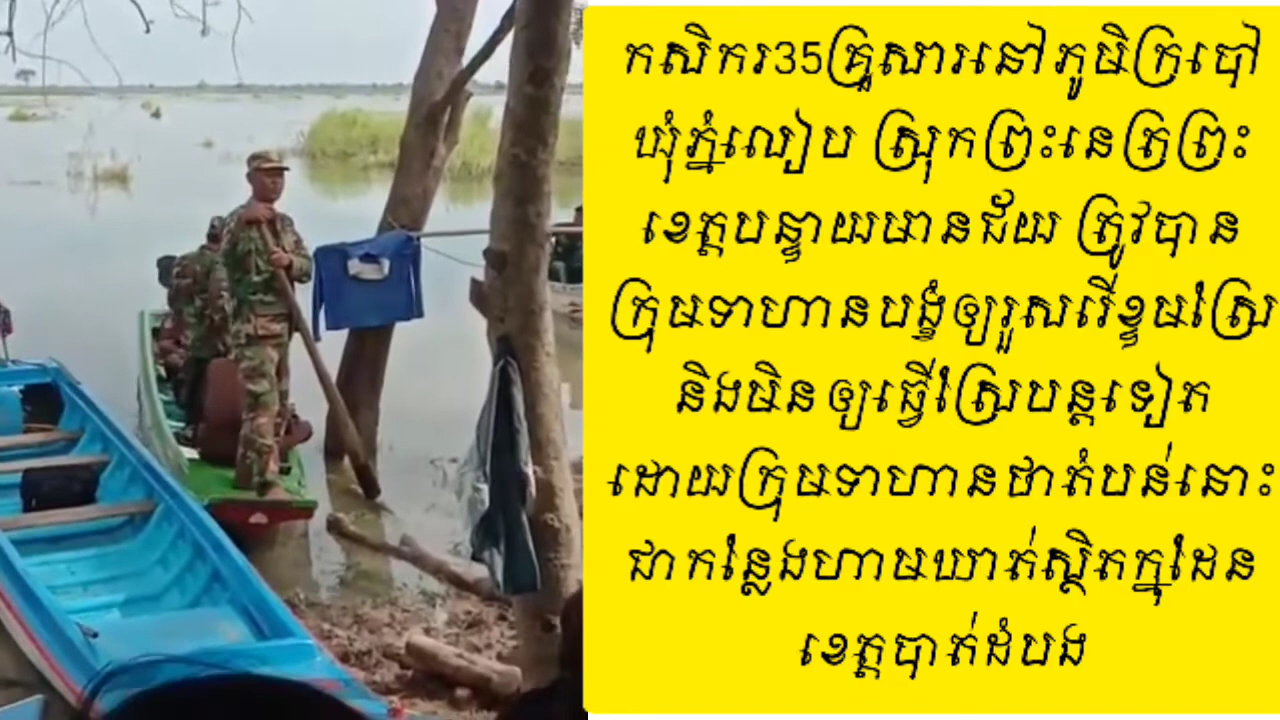 កសិករ35គ្រួសារនៅភូមិក្របៅ
ឃុំភ្នំលៀប ស្រុកព្រះនេត្រព្រះ
ខេត្តបន្ទាយមានជ័យ ត្រូវបាន
ក្រុមទាហានបង្ខំឲ្យរួសរើខ្ទមស្រែ
និងមិនឲ្យធ្វើស្រែបន្តទៀត
ដោយក្រុមទាហានថាតំបន់នោះ
ជាកន្លែងហាមឃាត់ស្ថិតក្នុដែន
ខេត្តបាត់ដំបង